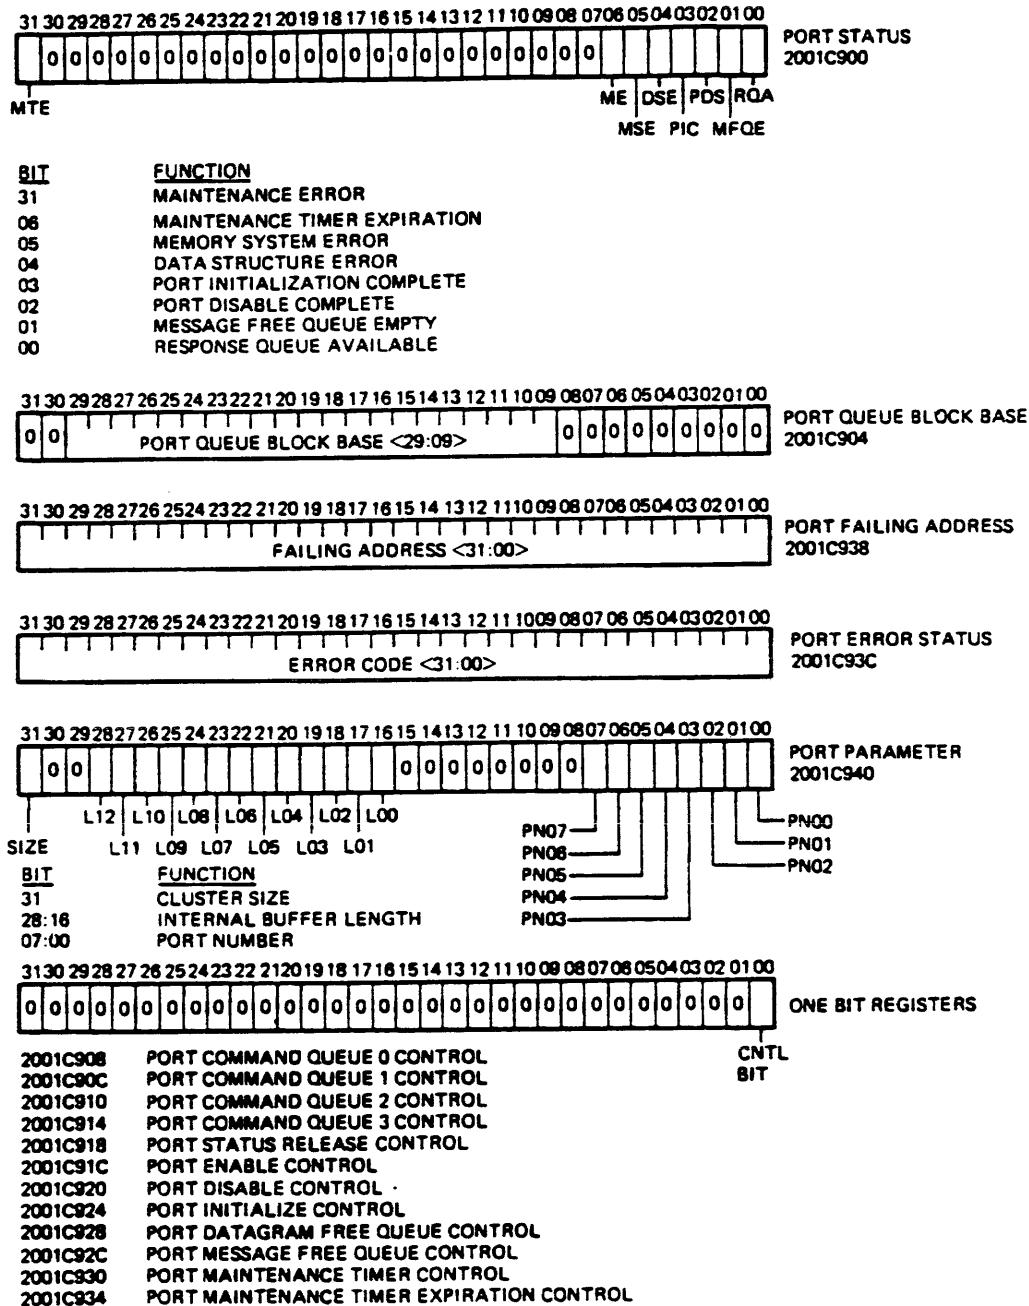 31 30 29 28 27 26 25 24 23 22 21 20 19 18 17 16 15 14 13 12 11 10 09 08 07 06 05 04 03 02 01 00
PORT STATUS
0 0 0 0 0 0 0 0 0 0 0 0 0 0 0 0 0 0 0 0 0 0 0 0
2001C900
MTE
ME DSE PDS RQA
MSE PIC MFQE
BIT FUNCTION
31 MAINTENANCE ERROR
06 MAINTENANCE TIMER EXPIRATION
05 MEMORY SYSTEM ERROR
04 DATA STRUCTURE ERROR
03 PORT INITIALIZATION COMPLETE
02 PORT DISABLE COMPLETE
01 MESSAGE FREE QUEUE EMPTY
00 RESPONSE QUEUE AVAILABLE
31 30 29 28 27 26 25 24 23 22 21 20 19 18 17 16 15 14 13 12 11 10 09 08 07 06 05 04 03 02 01 00
PORT QUEUE BLOCK BASE
0 0 PORT QUEUE BLOCK BASE <29:09> 0 0 0 0 0 0 0 0 0
2001C904
31 30 29 28 27 26 25 24 23 22 21 20 19 18 17 16 15 14 13 12 11 10 09 08 07 06 05 04 03 02 01 00
PORT FAILING ADDRESS
FAILING ADDRESS <31:00>
2001C938
31 30 29 28 27 26 25 24 23 22 21 20 19 18 17 16 15 14 13 12 11 10 09 08 07 06 05 04 03 02 01 00
PORT ERROR STATUS
ERROR CODE <31:00>
2001C93C
31 30 29 28 27 26 25 24 23 22 21 20 19 18 17 16 15 14 13 12 11 10 09 08 07 06 05 04 03 02 01 00
PORT PARAMETER
0 0 0 0 0 0 0 0 0 0
2001C940
L12 L10 L08 L06 L04 L02 L00
SIZE L11 L09 L07 L05 L03 L01
PN07 PN00
PN06 PN01
PN05 PN02
PN04
PN03
BIT FUNCTION
31 CLUSTER SIZE
28:16 INTERNAL BUFFER LENGTH
07:00 PORT NUMBER
31 30 29 28 27 26 25 24 23 22 21 20 19 18 17 16 15 14 13 12 11 10 09 08 07 06 05 04 03 02 01 00
0 0 0 0 0 0 0 0 0 0 0 0 0 0 0 0 0 0 0 0 0 0 0 0 0 0 0 0 0 0 0
ONE BIT REGISTERS
CNTL
BIT
2001C908 PORT COMMAND QUEUE 0 CONTROL
2001C90C PORT COMMAND QUEUE 1 CONTROL
2001C910 PORT COMMAND QUEUE 2 CONTROL
2001C914 PORT COMMAND QUEUE 3 CONTROL
2001C918 PORT STATUS RELEASE CONTROL
2001C91C PORT ENABLE CONTROL
2001C920 PORT DISABLE CONTROL
2001C924 PORT INITIALIZE CONTROL
2001C928 PORT DATAGRAM FREE QUEUE CONTROL
2001C92C PORT MESSAGE FREE QUEUE CONTROL
2001C930 PORT MAINTENANCE TIMER CONTROL
2001C934 PORT MAINTENANCE TIMER EXPIRATION CONTROL